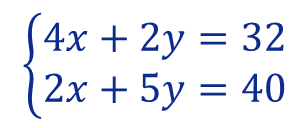 4x + 2y = 32
2x + 5y = 40